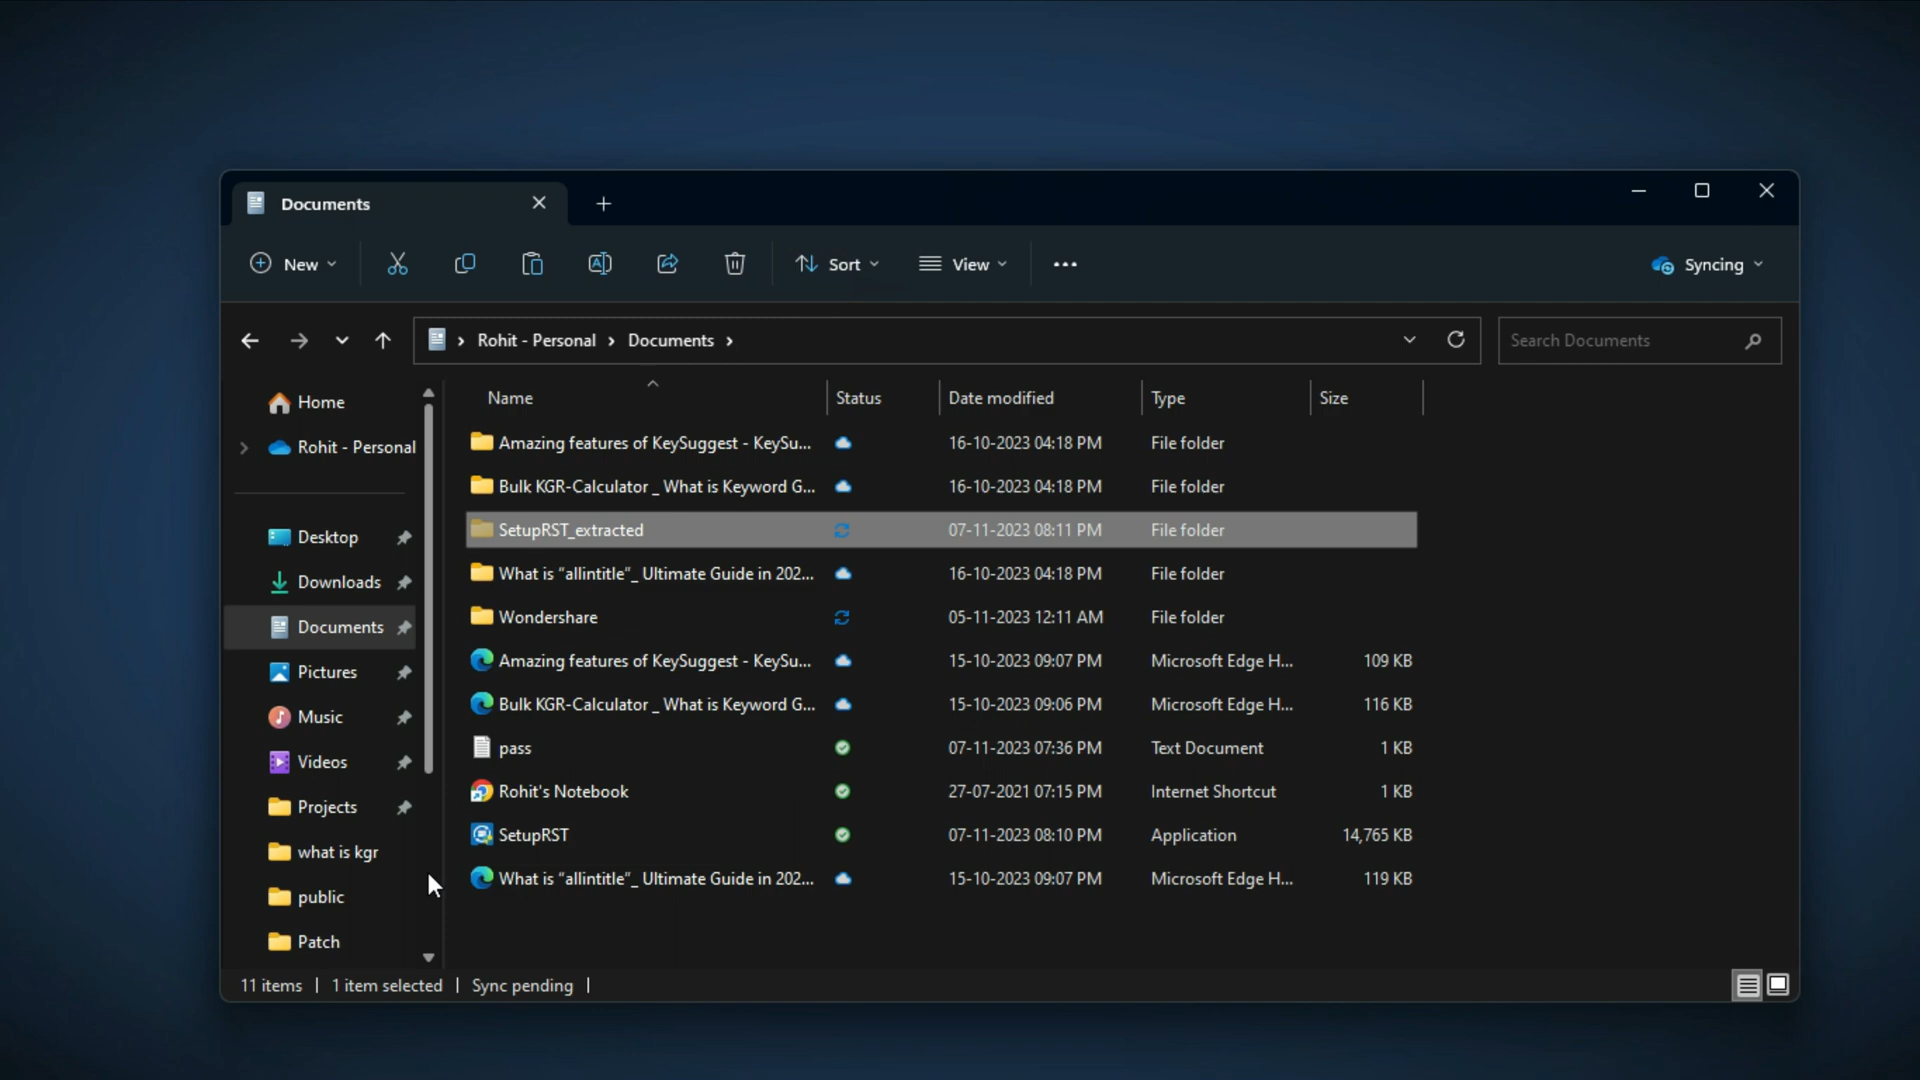 Documents
New
Sort
View
Syncing
Rohit - Personal
Documents
Search Documents
Home
Rohit - Personal
Desktop
Downloads
Documents
Pictures
Music
Videos
Projects
what is kgr
public
Patch
Name Status Date modified Type Size
Amazing features of KeySuggest - KeySu... 16-10-2023 04:18 PM File folder
Bulk KGR-Calculator _ What is Keyword G... 16-10-2023 04:18 PM File folder
SetupRST_extracted 07-11-2023 08:11 PM File folder
What is “allintitle”_ Ultimate Guide in 202... 16-10-2023 04:18 PM File folder
Wondershare 05-11-2023 12:11 AM File folder
Amazing features of KeySuggest - KeySu... 15-10-2023 09:07 PM Microsoft Edge H... 109 KB
Bulk KGR-Calculator _ What is Keyword G... 15-10-2023 09:06 PM Microsoft Edge H... 116 KB
pass 07-11-2023 07:36 PM Text Document 1 KB
Rohit's Notebook 27-07-2021 07:15 PM Internet Shortcut 1 KB
SetupRST 07-11-2023 08:10 PM Application 14,765 KB
What is “allintitle”_ Ultimate Guide in 202... 15-10-2023 09:07 PM Microsoft Edge H... 119 KB
11 items | 1 item selected | Sync pending |